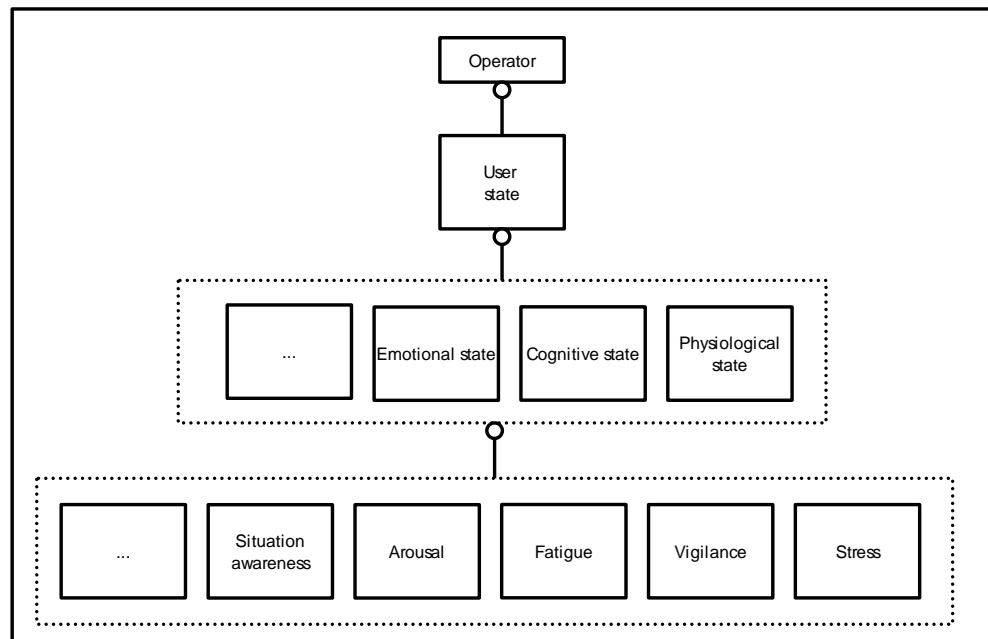 Operator
User
state
...
Emotional state
Cognitive state
Physiological
state
...
Situation
awareness
Arousal
Fatigue
Vigilance
Stress